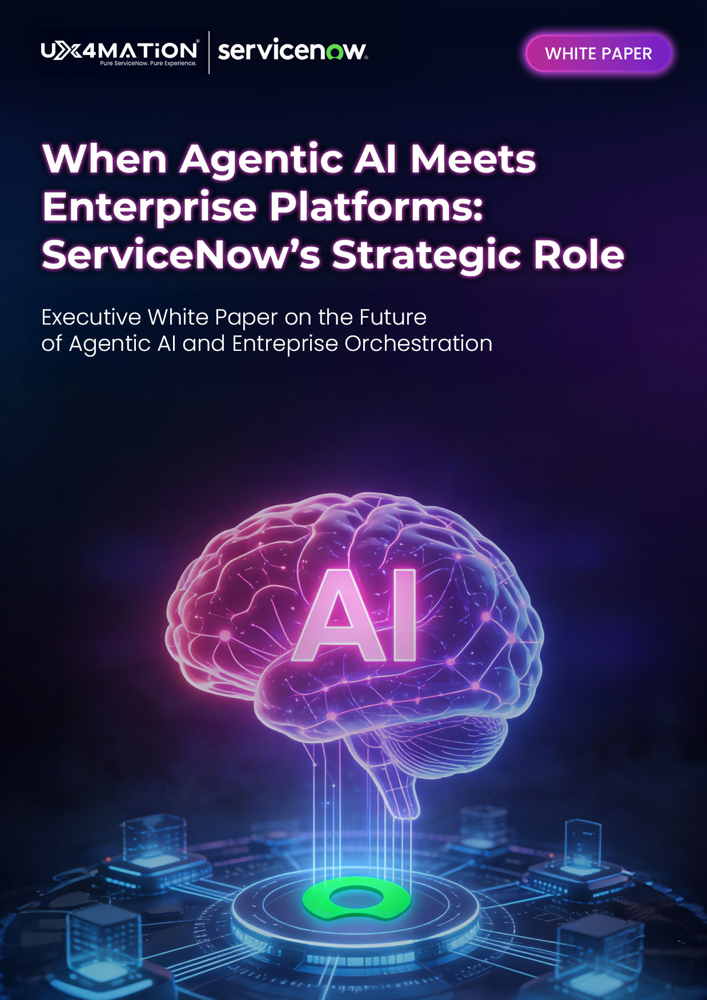 UX4MATiON®
Pure ServiceNow. Pure Experience.
servicenow®
WHITE PAPER
When Agentic AI Meets
Enterprise Platforms:
ServiceNow’s Strategic Role
Executive White Paper on the Future
of Agentic AI and Entreprise Orchestration
AI